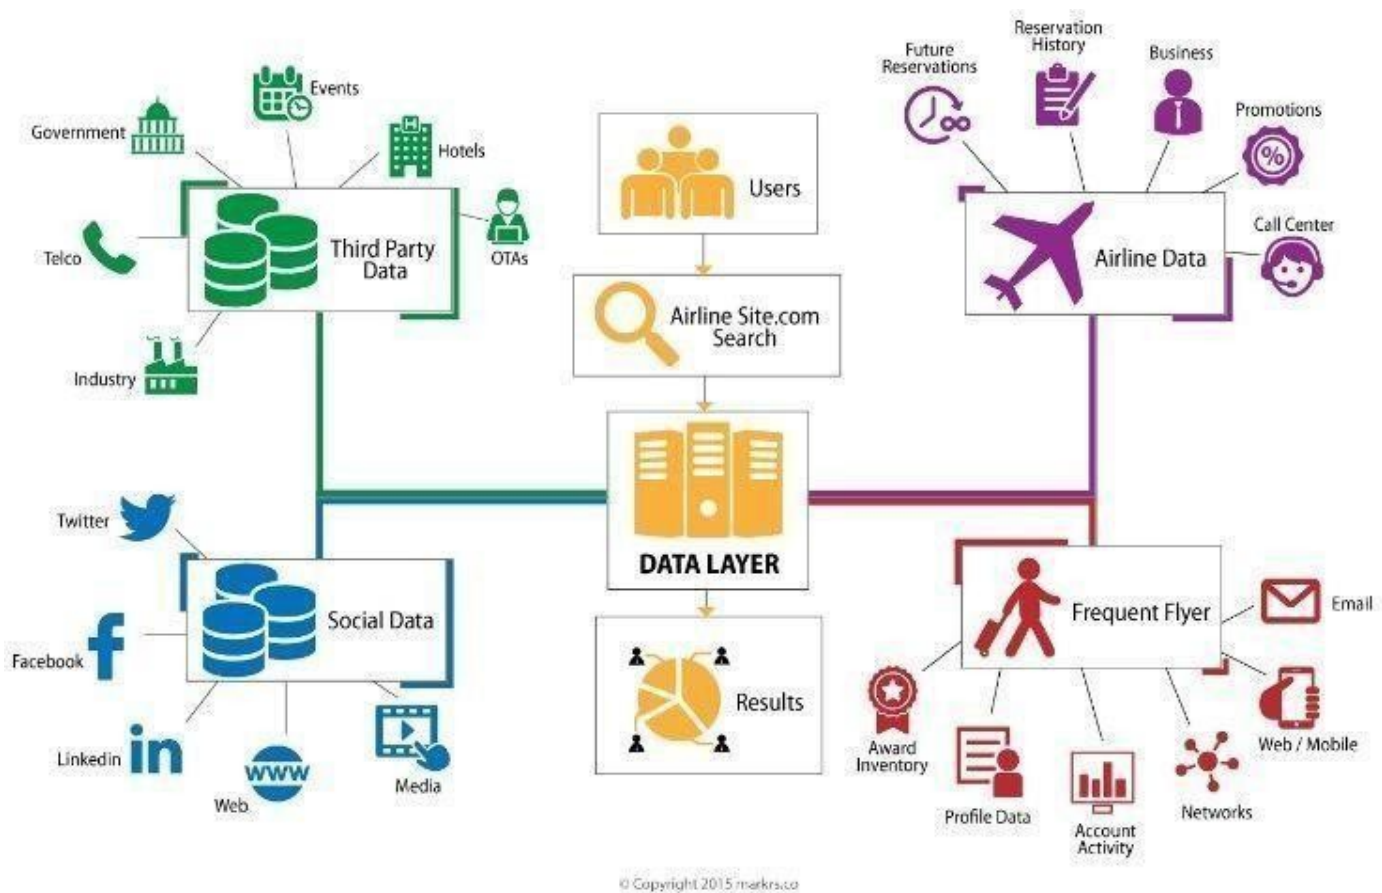 Government
Events
Hotels
Telco
Third Party
Data
OTAs
Industry
Users
Airline Site.com
Search
DATA LAYER
Results
Future
Reservations
Reservation
History
Business
Promotions
%
Airline Data
Call Center
Twitter
Facebook
Social Data
Linkedin
in
Web
www
Media
Frequent Flyer
Email
Web / Mobile
Award
Inventory
Profile Data
Account
Activity
Networks
H
f
© Copyright 2015 markrs.co